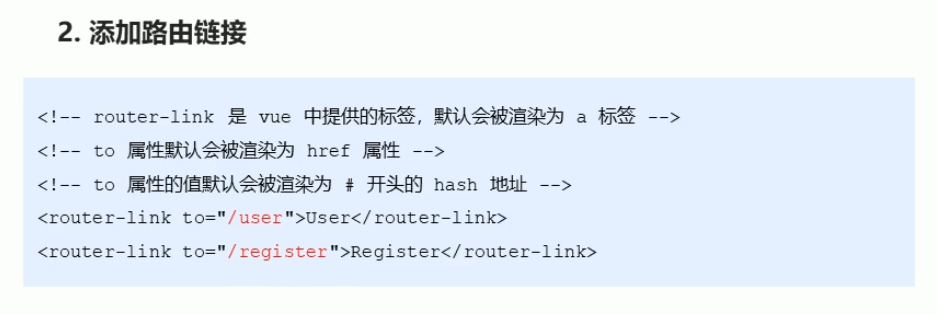 2. 添加路由链接
<!-- router-link 是 vue 中提供的标签，默认会被渲染为 a 标签 -->
<!-- to 属性默认会被渲染为 href 属性 -->
<!-- to 属性的值默认会被渲染为 # 开头的 hash 地址 -->
<router-link to="/user">User</router-link>
<router-link to="/register">Register</router-link>